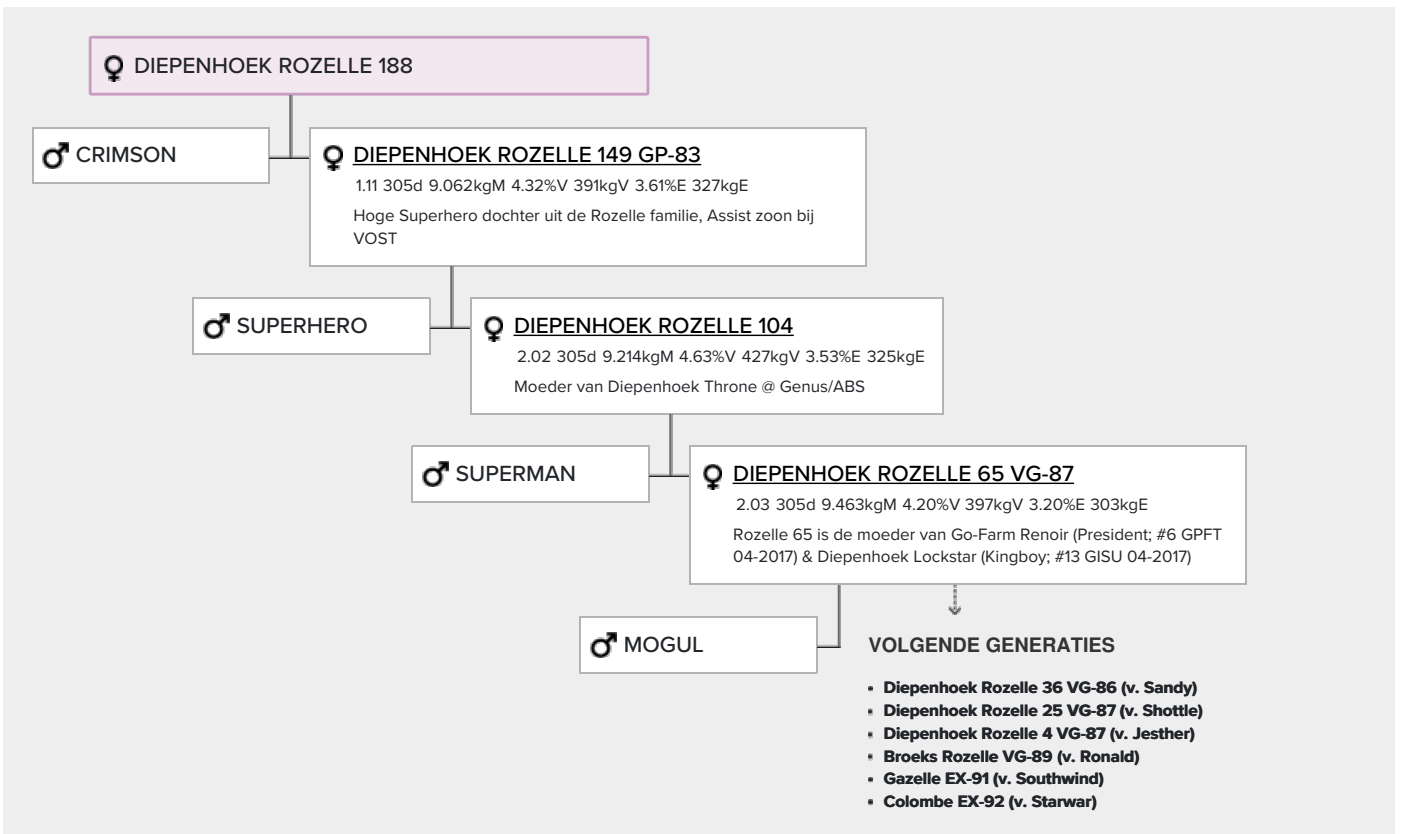 ♀ DIEPENHOEK ROZELLE 188
♂ CRIMSON
♀ DIEPENHOEK ROZELLE 149 GP-83
1.11 305d 9.062kgM 4.32%V 391kgV 3.61%E 327kgE
Hoge Superhero dochter uit de Rozelle familie, Assist zoon bij
VOST
♂ SUPERHERO
♀ DIEPENHOEK ROZELLE 104
2.02 305d 9.214kgM 4.63%V 427kgV 3.53%E 325kgE
Moeder van Diepenhoek Throne @ Genus/ABS
♂ SUPERMAN
♀ DIEPENHOEK ROZELLE 65 VG-87
2.03 305d 9.463kgM 4.20%V 397kgV 3.20%E 303kgE
Rozelle 65 is de moeder van Go-Farm Renoir (President; #6 GPFT
04-2017) & Diepenhoek Lockstar (Kingboy; #13 GISU 04-2017)
♂ MOGUL
VOLGENDE GENERATIES
• Diepenhoek Rozelle 36 VG-86 (v. Sandy)
• Diepenhoek Rozelle 25 VG-87 (v. Shottle)
• Diepenhoek Rozelle 4 VG-87 (v. Jesther)
• Broeks Rozelle VG-89 (v. Ronald)
• Gazelle EX-91 (v. Southwind)
• Colombe EX-92 (v. Starwar)